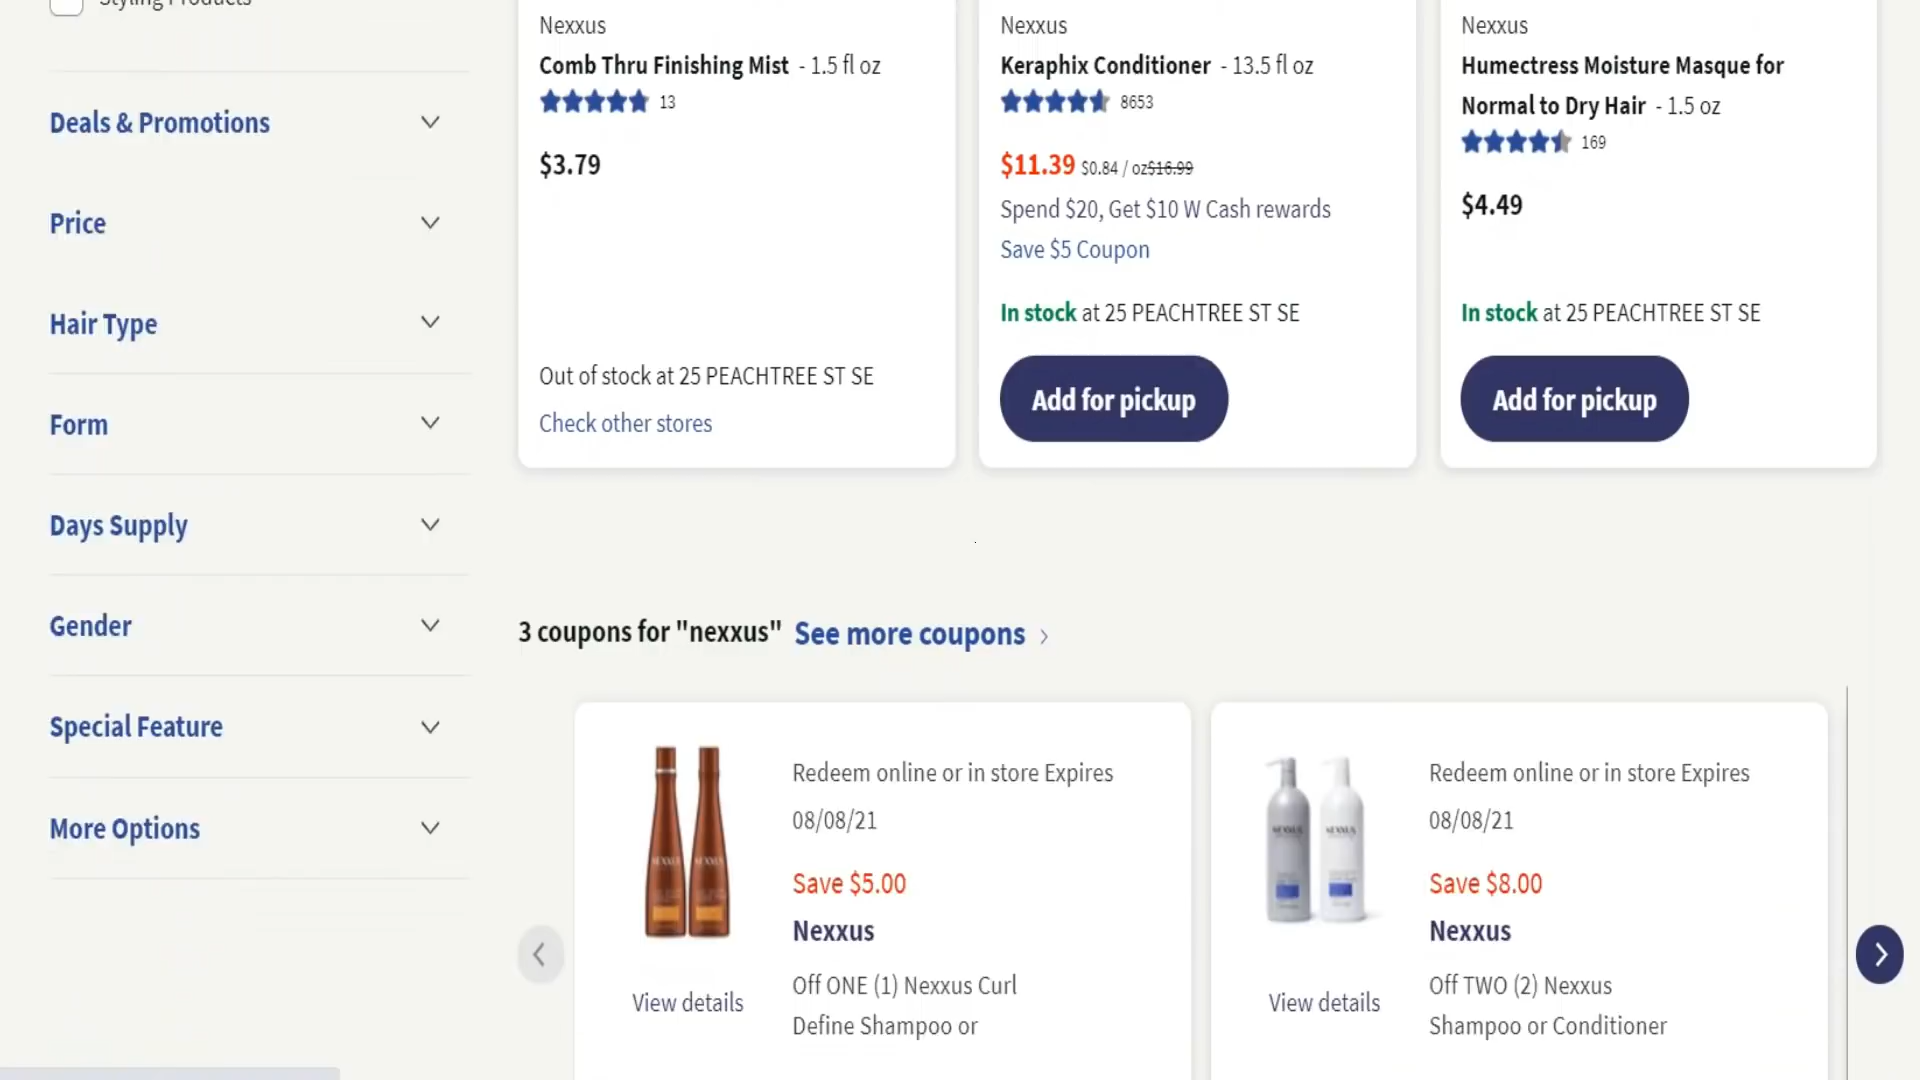 Styling Products
Deals & Promotions
Price
Hair Type
Form
Days Supply
Gender
Special Feature
More Options
Nexxus
Comb Thru Finishing Mist - 1.5 fl oz
13
$3.79
Out of stock at 25 PEACHTREE ST SE
Check other stores
Nexxus
Keraphix Conditioner - 13.5 fl oz
8653
$11.39 $0.84 / oz$16.99
Spend $20, Get $10 W Cash rewards
Save $5 Coupon
In stock at 25 PEACHTREE ST SE
Add for pickup
Nexxus
Humectress Moisture Masque for
Normal to Dry Hair - 1.5 oz
169
$4.49
In stock at 25 PEACHTREE ST SE
Add for pickup
3 coupons for "nexxus" See more coupons
NEXXUS NEXXUS
View details
Redeem online or in store Expires
08/08/21
Save $5.00
Nexxus
Off ONE (1) Nexxus Curl
Define Shampoo or
NEXXUS NEXXUS
View details
Redeem online or in store Expires
08/08/21
Save $8.00
Nexxus
Off TWO (2) Nexxus
Shampoo or Conditioner